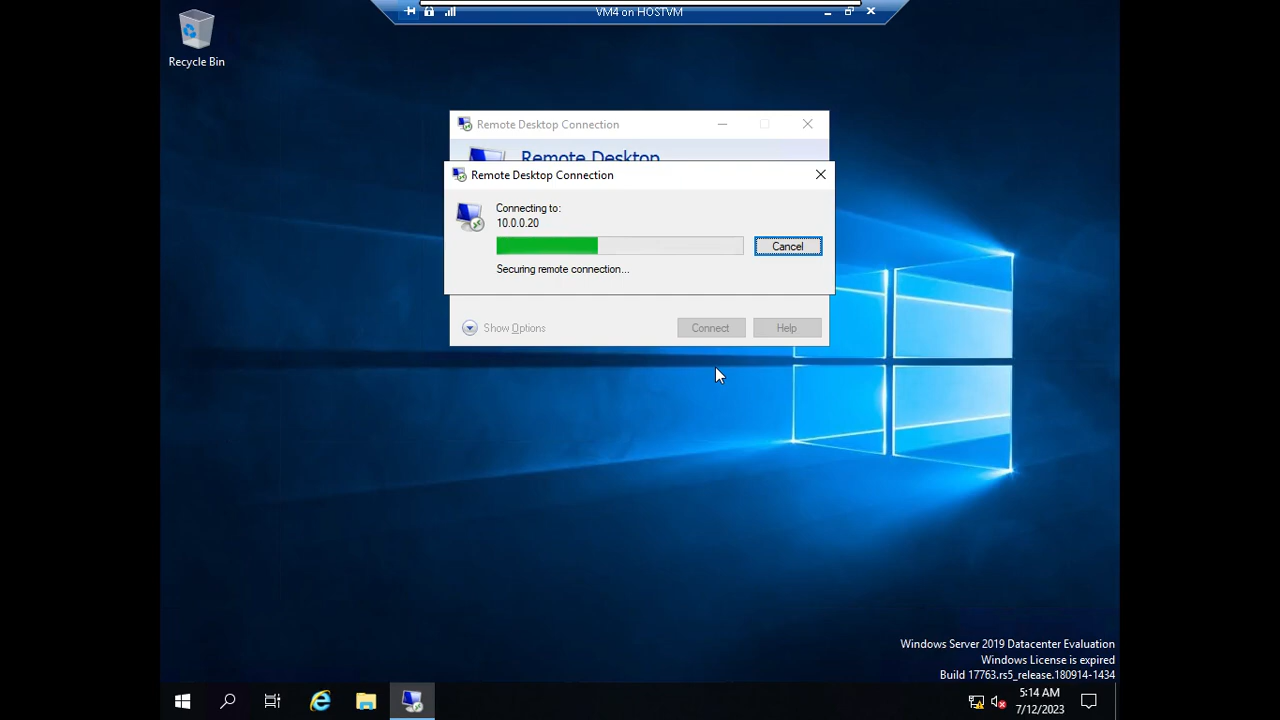 VM4 on HOSTVM
Recycle Bin
Remote Desktop Connection
Remote Desktop
Remote Desktop Connection
Connecting to:
10.0.0.20
Cancel
Securing remote connection...
Show Options
Connect
Help
Windows Server 2019 Datacenter Evaluation
Windows License is expired
Build 17763.rs5_release.180914-1434
5:14 AM
7/12/2023